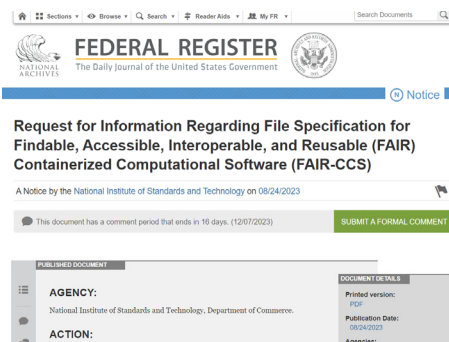 Sections Browse Search Reader Aids My FR Search Documents
NATIONAL
ARCHIVES
FEDERAL REGISTER
The Daily Journal of the United States Government
N Notice
Request for Information Regarding File Specification for
Findable, Accessible, Interoperable, and Reusable (FAIR)
Containerized Computational Software (FAIR-CCS)
A Notice by the National Institute of Standards and Technology on 08/24/2023
This document has a comment period that ends in 16 days. (12/07/2023) SUBMIT A FORMAL COMMENT
PUBLISHED DOCUMENT
DOCUMENT DETAILS
AGENCY:
Printed version:
PDF
National Institute of Standards and Technology, Department of Commerce.
Publication Date:
08/24/2023
ACTION:
Agencies: